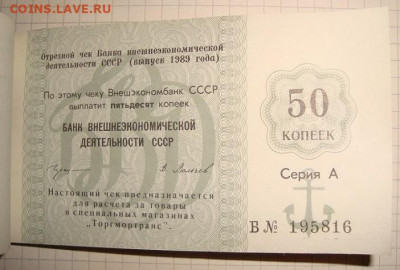 COINS.LAVE.RU
Отрезной чек Банка внешнеэкономической
деятельности СССР (выпуск 1989 года)
По этому чеку Внешэкономбанк СССР
выплатит пятьдесят копеек
БАНК ВНЕШНЕЭКОНОМИЧЕСКОЙ
ДЕЯТЕЛЬНОСТИ СССР
Настоящий чек предназначается
для расчета за товары
в специальных магазинах
"Торгмортранс".
50
КОПЕЕК
Серия А
Б № 195816